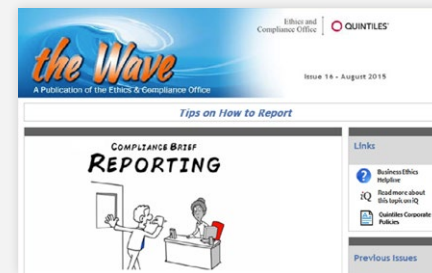 Ethics and
Compliance Office
QUINTILES
the Wave
A Publication of the Ethics & Compliance Office
Issue 16 - August 2015
Tips on How to Report
COMPLIANCE BRIEF
REPORTING
Links
?
Business Ethics
Helpline
iQ
Read more about
this topic on iQ
Quintiles Corporate
Policies
Previous Issues